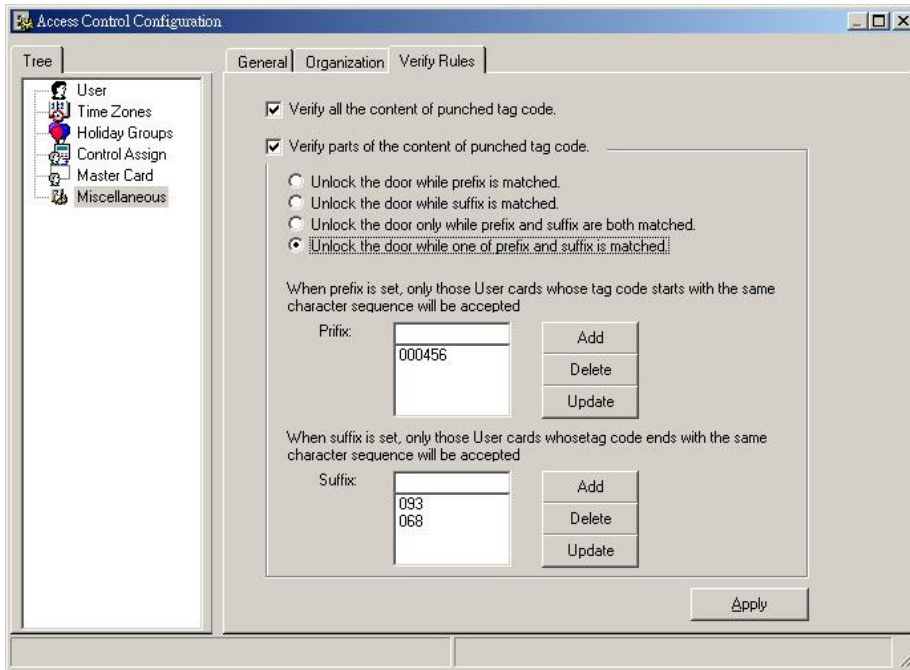 Access Control Configuration
Tree
General Organization Verify Rules
User
Time Zones
Holiday Groups
Control Assign
Master Card
Miscellaneous
Verify all the content of punched tag code.
Verify parts of the content of punched tag code.
Unlock the door while prefix is matched.
Unlock the door while suffix is matched.
Unlock the door only while prefix and suffix are both matched.
Unlock the door while one of prefix and suffix is matched.
When prefix is set, only those User cards whose tag code starts with the same
character sequence will be accepted
Prifix:
Add
000456
Delete
Update
When suffix is set, only those User cards whosetag code ends with the same
character sequence will be accepted
Suffix:
Add
093
068
Delete
Update
Apply